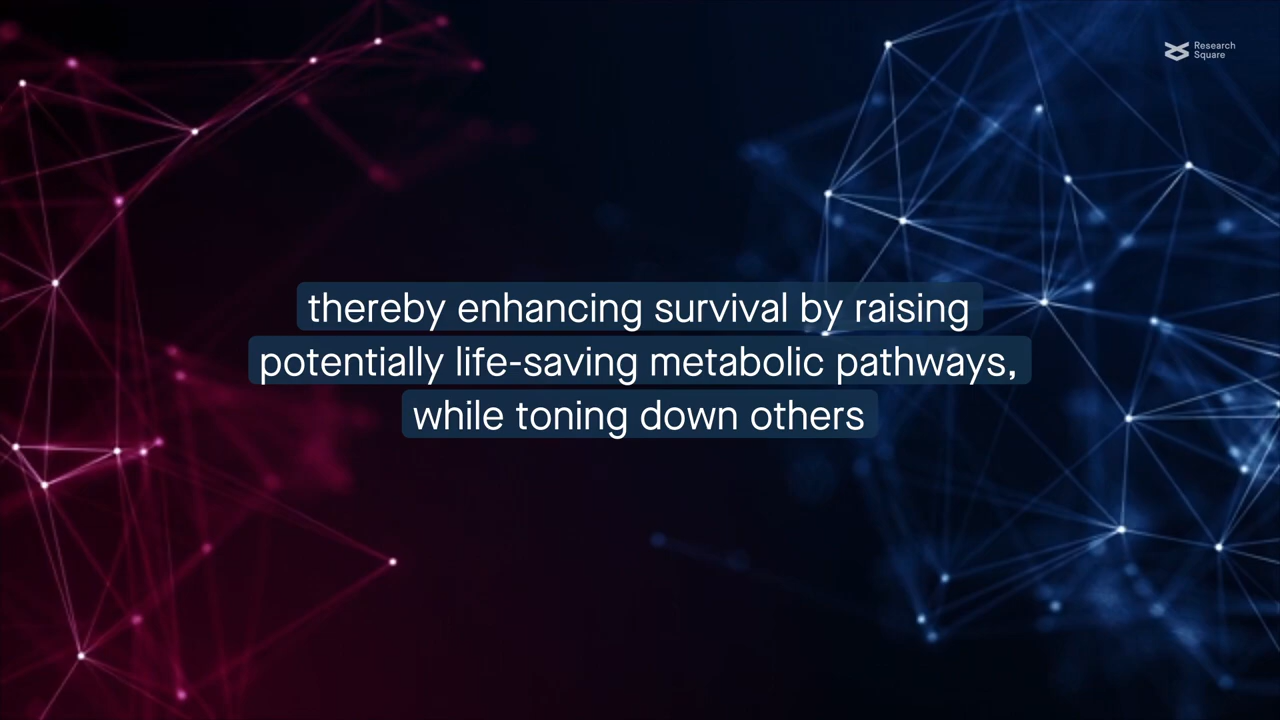 Research
Square
thereby enhancing survival by raising
potentially life-saving metabolic pathways,
while toning down others